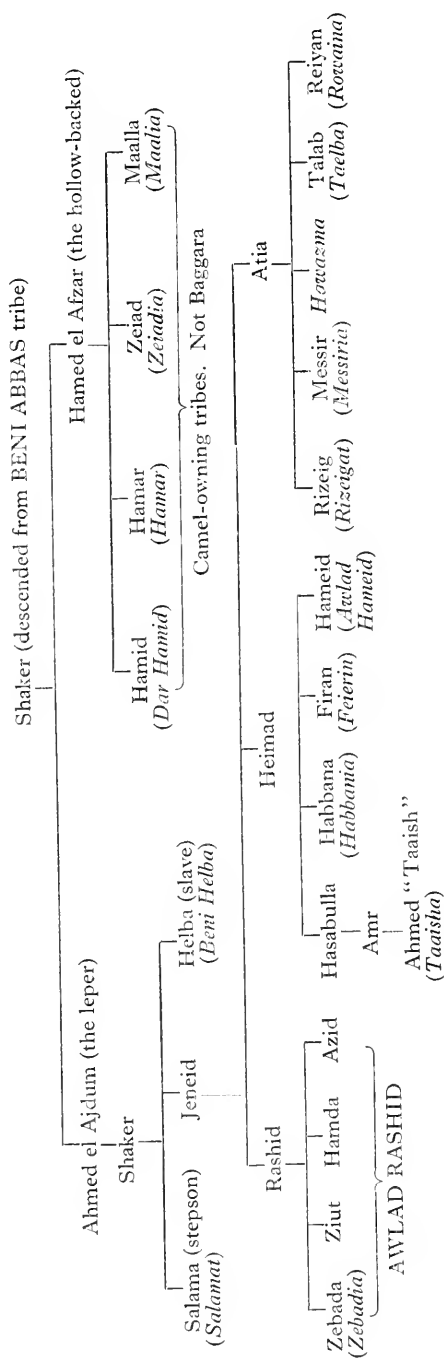 Shaker (descended from BENI ABBAS tribe)
Ahmed el Ajdum (the leper)
Hamed el Afzar (the hollow-backed)
Shaker
Hamid
(Dar Hamid)
Hamar
(Hamar)
Zeiad
(Zeiadia)
Maalla
(Maalia)
Camel-owning tribes. Not Baggara
Salama (stepson)
(Salamat)
Jeneid
Helba (slave)
(Beni Helba)
Rashid
Heimad
Atia
Zebada
(Zebadia)
Ziut
Hamda
Azid
AWLAD RASHID
Hasabulla
Habbana
(Habbania)
Firan
(Feierin)
Hameid
(Awlad
Hameid)
Amr
Ahmed "Taaish"
(Taaisha)
Rizeig
(Rizeigat)
Messir
(Messiria)
Howazma
Talab
(Taelba)
Reiyan
(Rowaina)